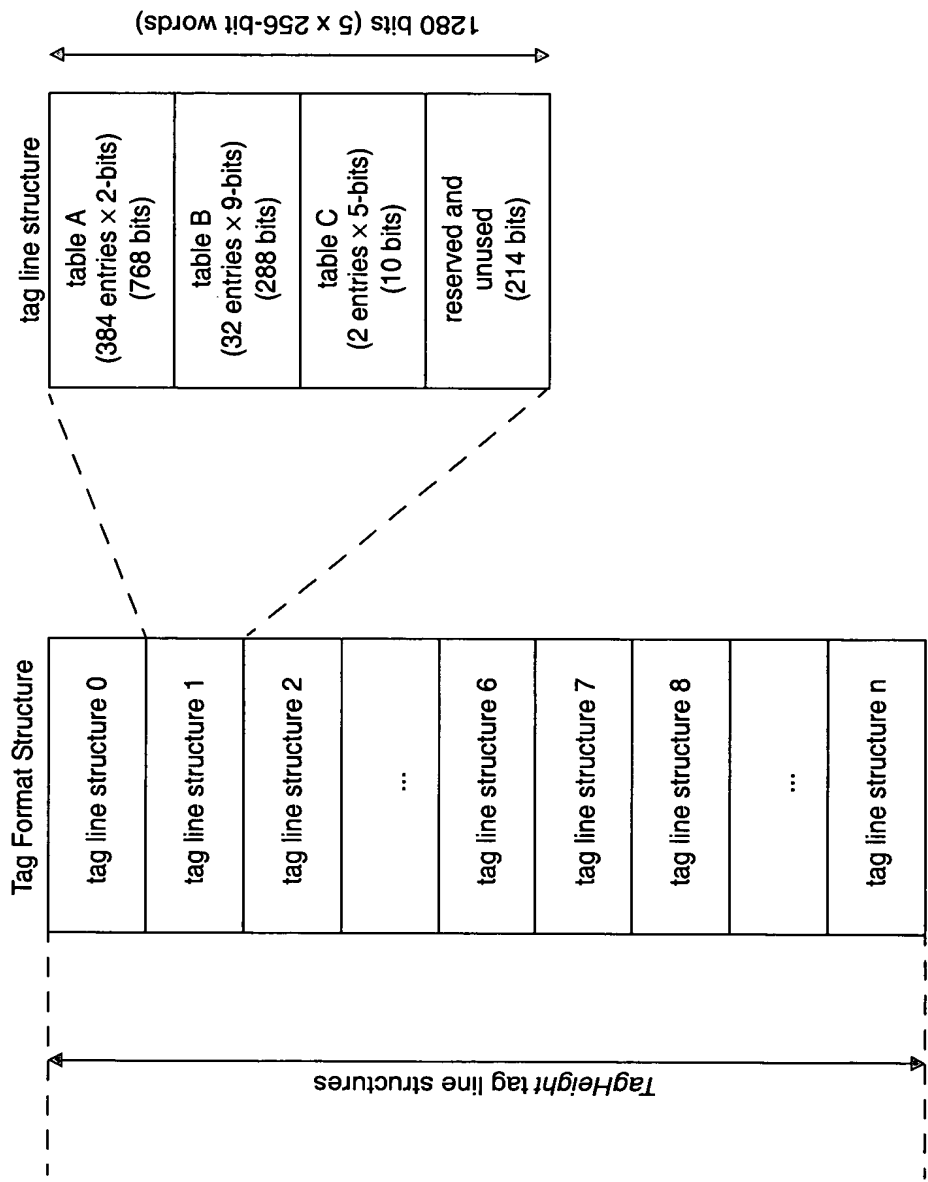 Tag Format Structure
tag line structure 0
tag line structure 1
tag line structure 2
...
tag line structure 6
tag line structure 7
tag line structure 8
...
tag line structure n
TagHeight tag line structures
tag line structure
table A
(384 entries × 2-bits)
(768 bits)
table B
(32 entries × 9-bits)
(288 bits)
table C
(2 entries × 5-bits)
(10 bits)
reserved and
unused
(214 bits)
1280 bits (5 x 256-bit words)